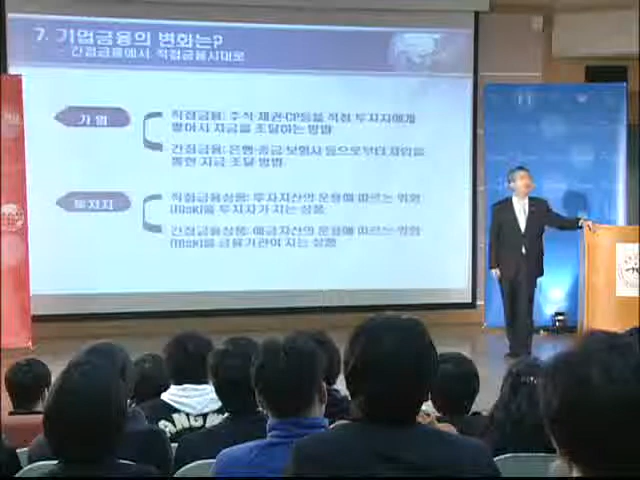 7. 기업금융의 변화는?
간접금융에서 직접금융시대로
기업
직접금융: 주식·채권·CP등을 직접 투자자에게
팔아서 자금을 조달하는 방법
간접금융: 은행·종금·보험사 등으로부터 차입을
통한 자금 조달 방법
투자자
직접금융상품: 투자자산의 운용에 따르는 위험
(Risk)을 투자자가 지는 상품
간접금융상품: 예금자산의 운용에 따르는 위험
(Risk)을 금융기관이 지는 상품